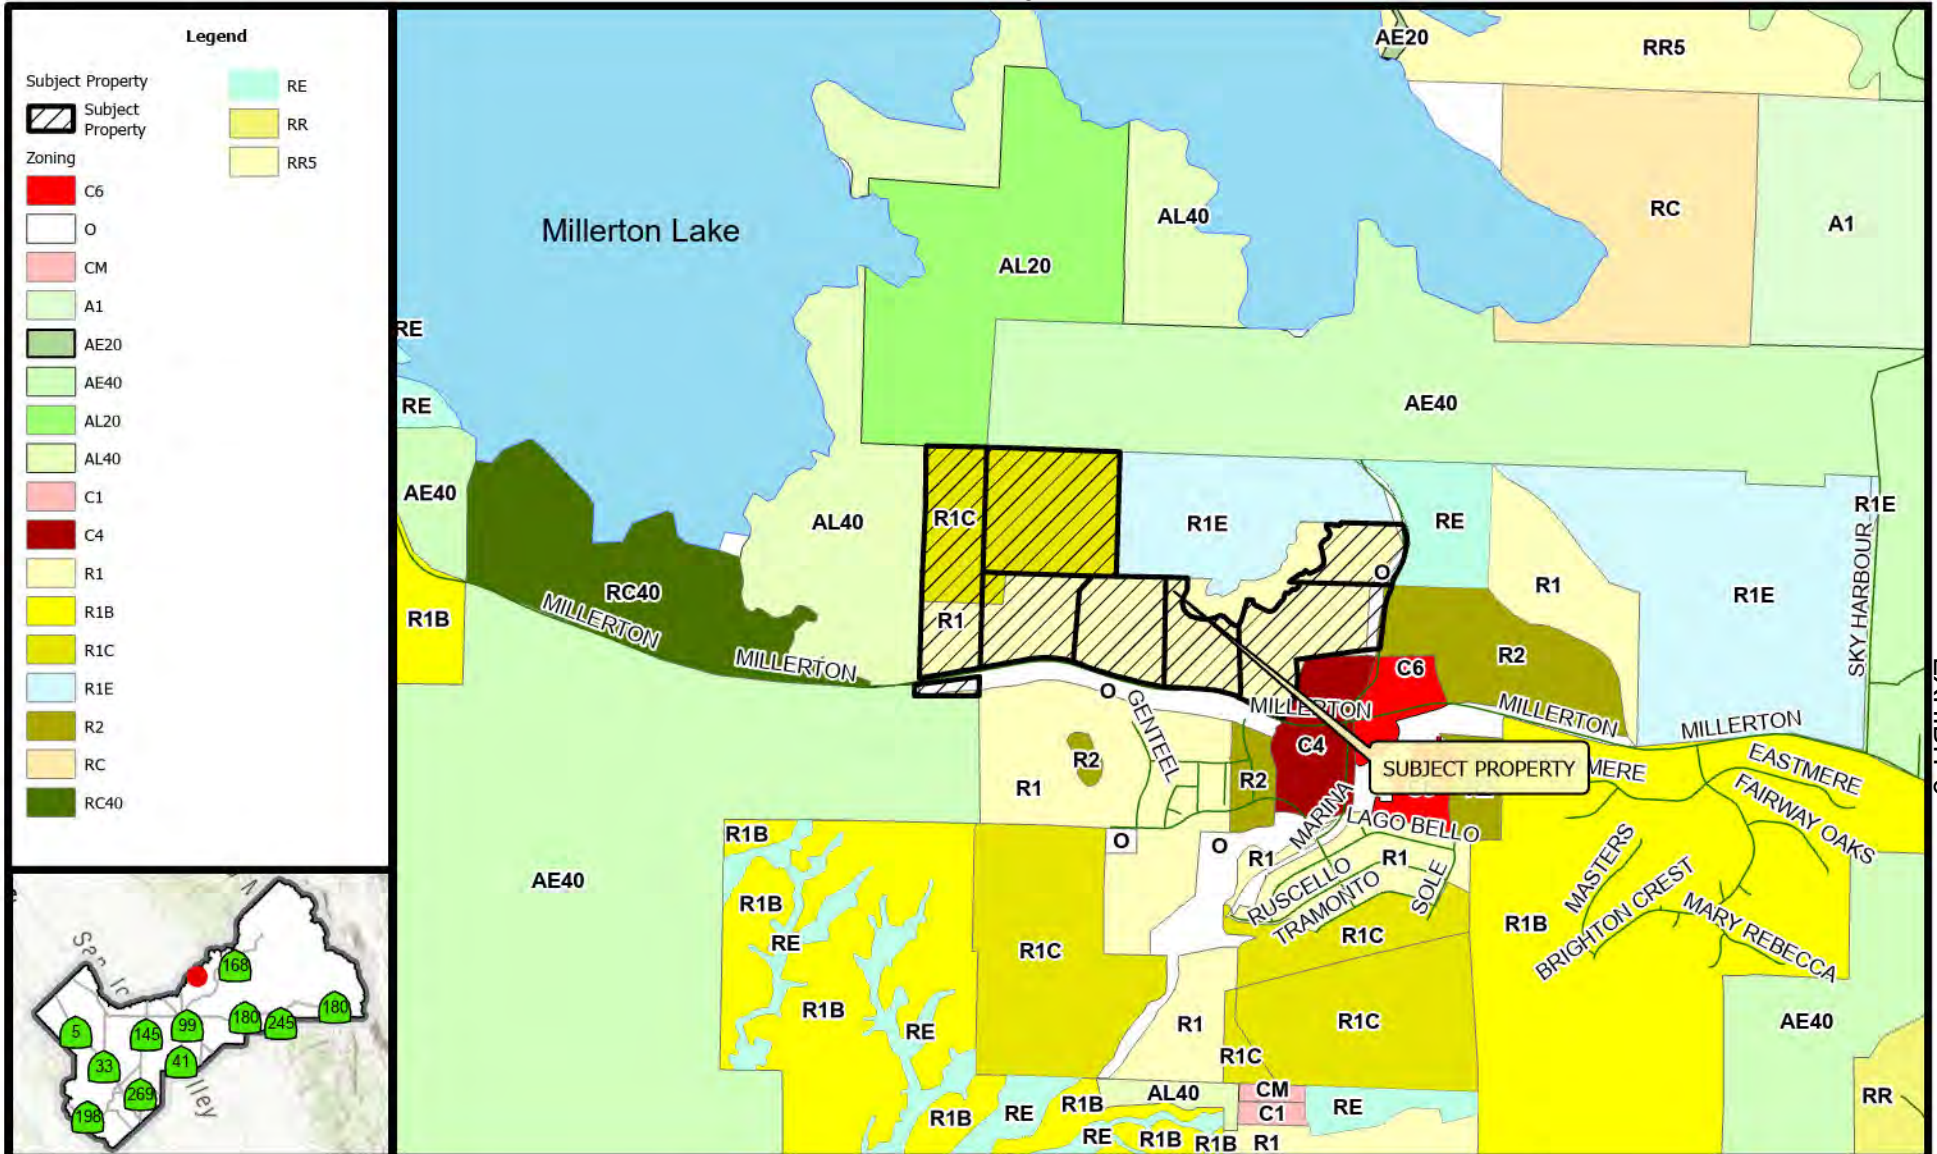 Legend
Subject Property
Subject
Property
Zoning
C6
O
CM
A1
AE20
AE40
AL20
AL40
C1
C4
R1
R1B
R1C
R1E
R2
RC
RC40
RE
RR
RR5
AE20
RR5
Millerton Lake
AL40
RC
A1
AL20
RE
RE
AE40
AE40
AL40
R1C
R1E
RE
R1E
O
RC40
R1
R1
R1E
R1B
MILLERTON
MILLERTON
SKY HARBOUR
R2
C6
O
GENTEEL
MILLERTON
MILLERTON
MILLERTON
R2
C4
R2
R1
SUBJECT PROPERTY
MERE
EASTMERE
FAIRWAY OAKS
MARINA
LAGO BELLO
R1B
O
O
R1
R1
RUSCELLO
TRAMONTO
SOLE
MASTERS
BRIGHTON CREST
MARY REBECCA
AE40
R1B
RE
R1C
R1C
R1B
R1B
RE
R1
R1C
R1C
AE40
AL40
CM
C1
RE
RR
R1B
RE
R1B
RE
R1B
R1B
R1
168
5
145
99
180
245
180
33
41
269
198
lley